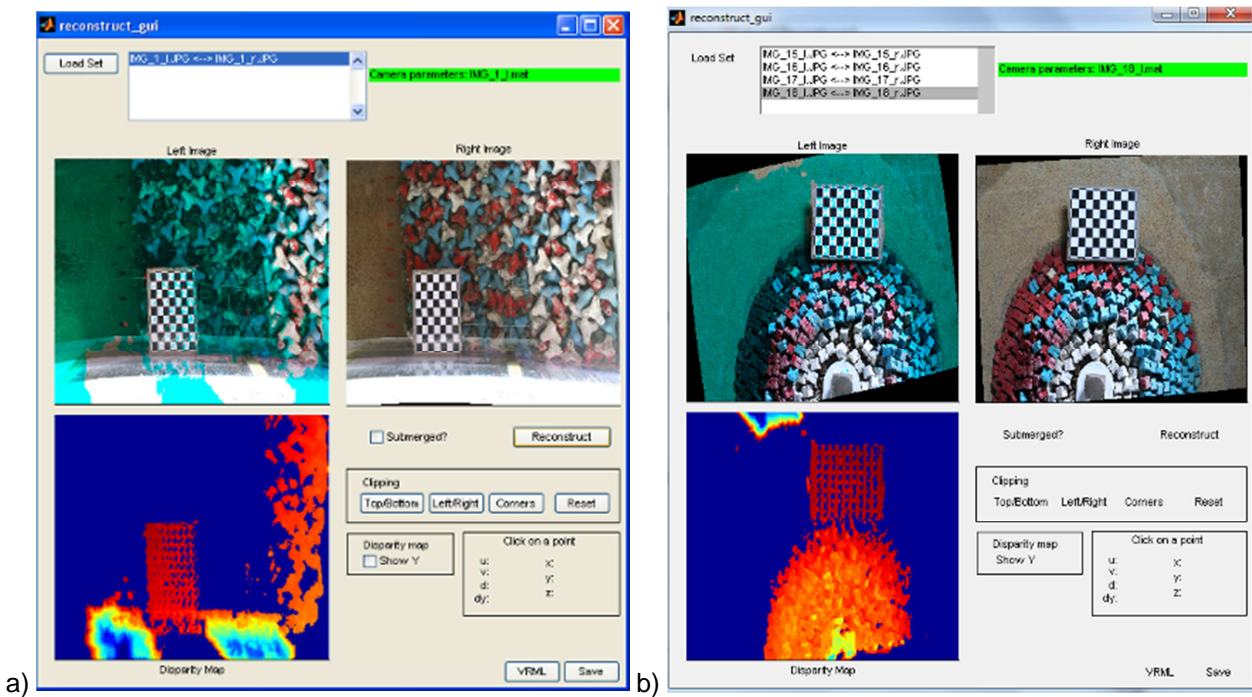 reconstruct_gui
Load Set
IMG_1_l.JPG <--> IMG_1_r.JPG
Camera parameters: IMG_1_l.mat
Left Image
Right Image
Submerged?
Reconstruct
Clipping
Top/Bottom
Left/Right
Corners
Reset
Disparity map
Show Y
Click on a point
u:
x:
v:
y:
d:
z:
dy:
Disparity Map
VRML
Save
a)
reconstruct_gui
Load Set
IMG_15_l.JPG <--> IMG_15_r.JPG
IMG_16_l.JPG <--> IMG_16_r.JPG
IMG_17_l.JPG <--> IMG_17_r.JPG
IMG_18_l.JPG <--> IMG_18_r.JPG
Camera parameters: IMG_18_l.mat
Left Image
Right Image
Submerged?
Reconstruct
Clipping
Top/Bottom
Left/Right
Corners
Reset
Disparity map
Show Y
Click on a point
u:
x:
v:
y:
d:
z:
dy:
Disparity Map
VRML
Save
b)